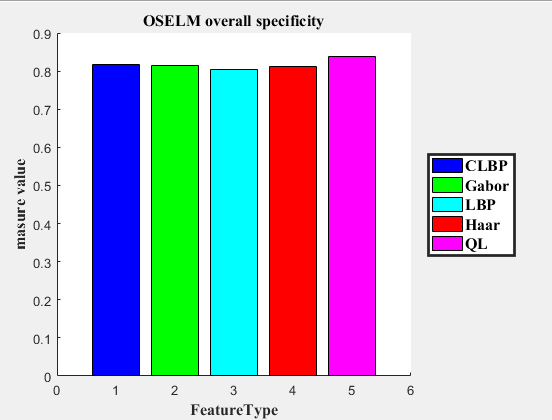 OSELM overall specificity
0.9
0.8
0.7
0.6
0.5
0.4
0.3
0.2
0.1
0
masure value
0 1 2 3 4 5 6
FeatureType
CLBP
Gabor
LBP
Haar
QL